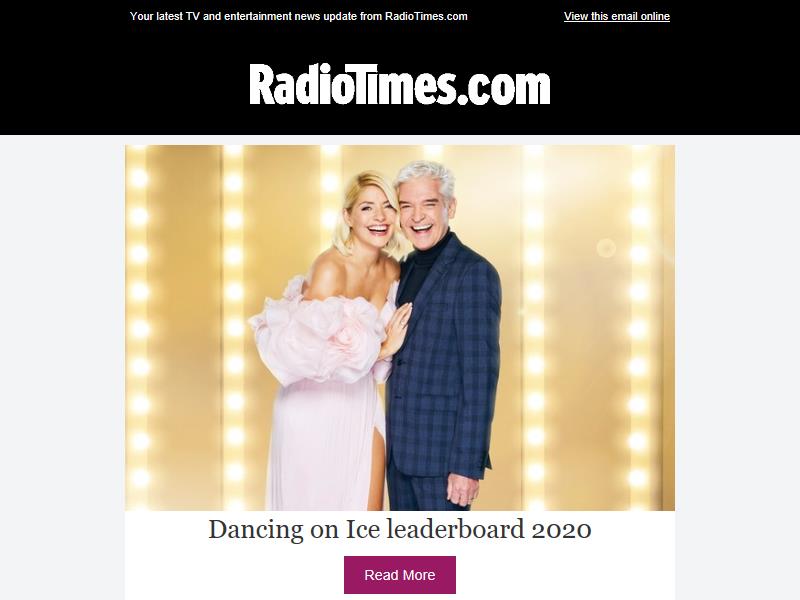 Your latest TV and entertainment news update from RadioTimes.com
View this email online
RadioTimes.com
Dancing on Ice leaderboard 2020
Read More